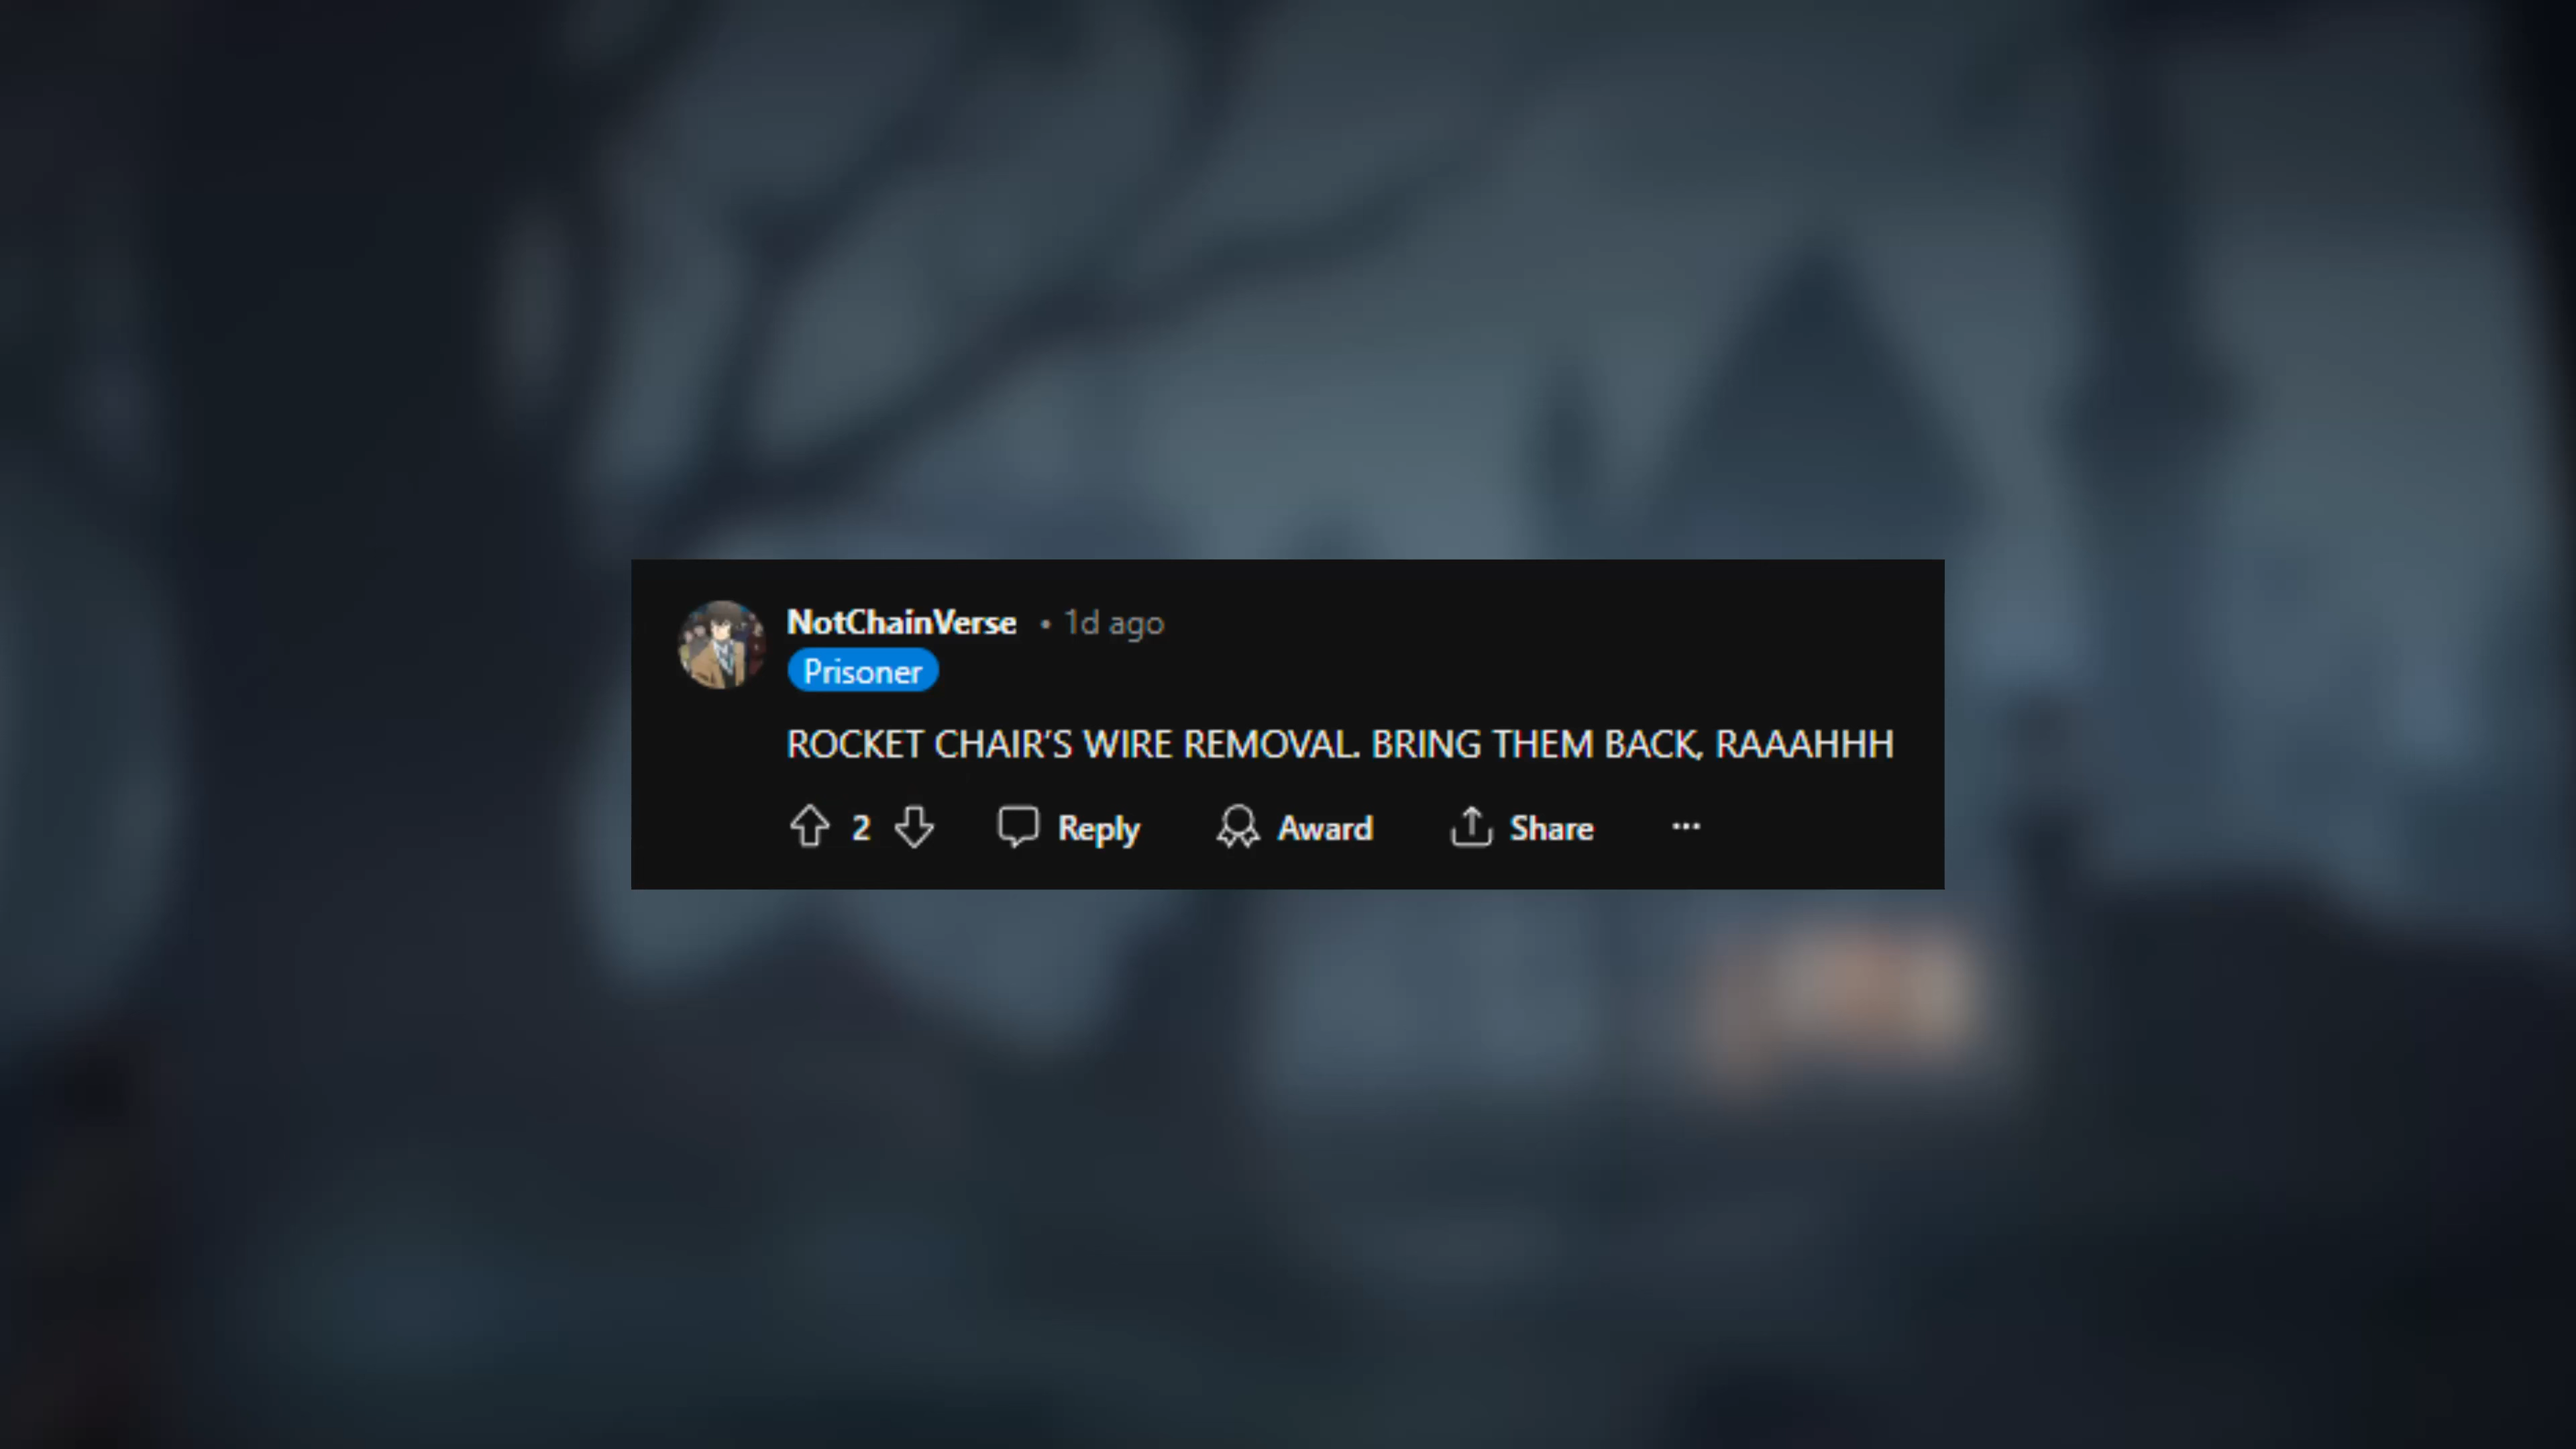 NotChainVerse • 1d ago
Prisoner
ROCKET CHAIR'S WIRE REMOVAL. BRING THEM BACK, RAAAHHH
2 Reply Award Share ···